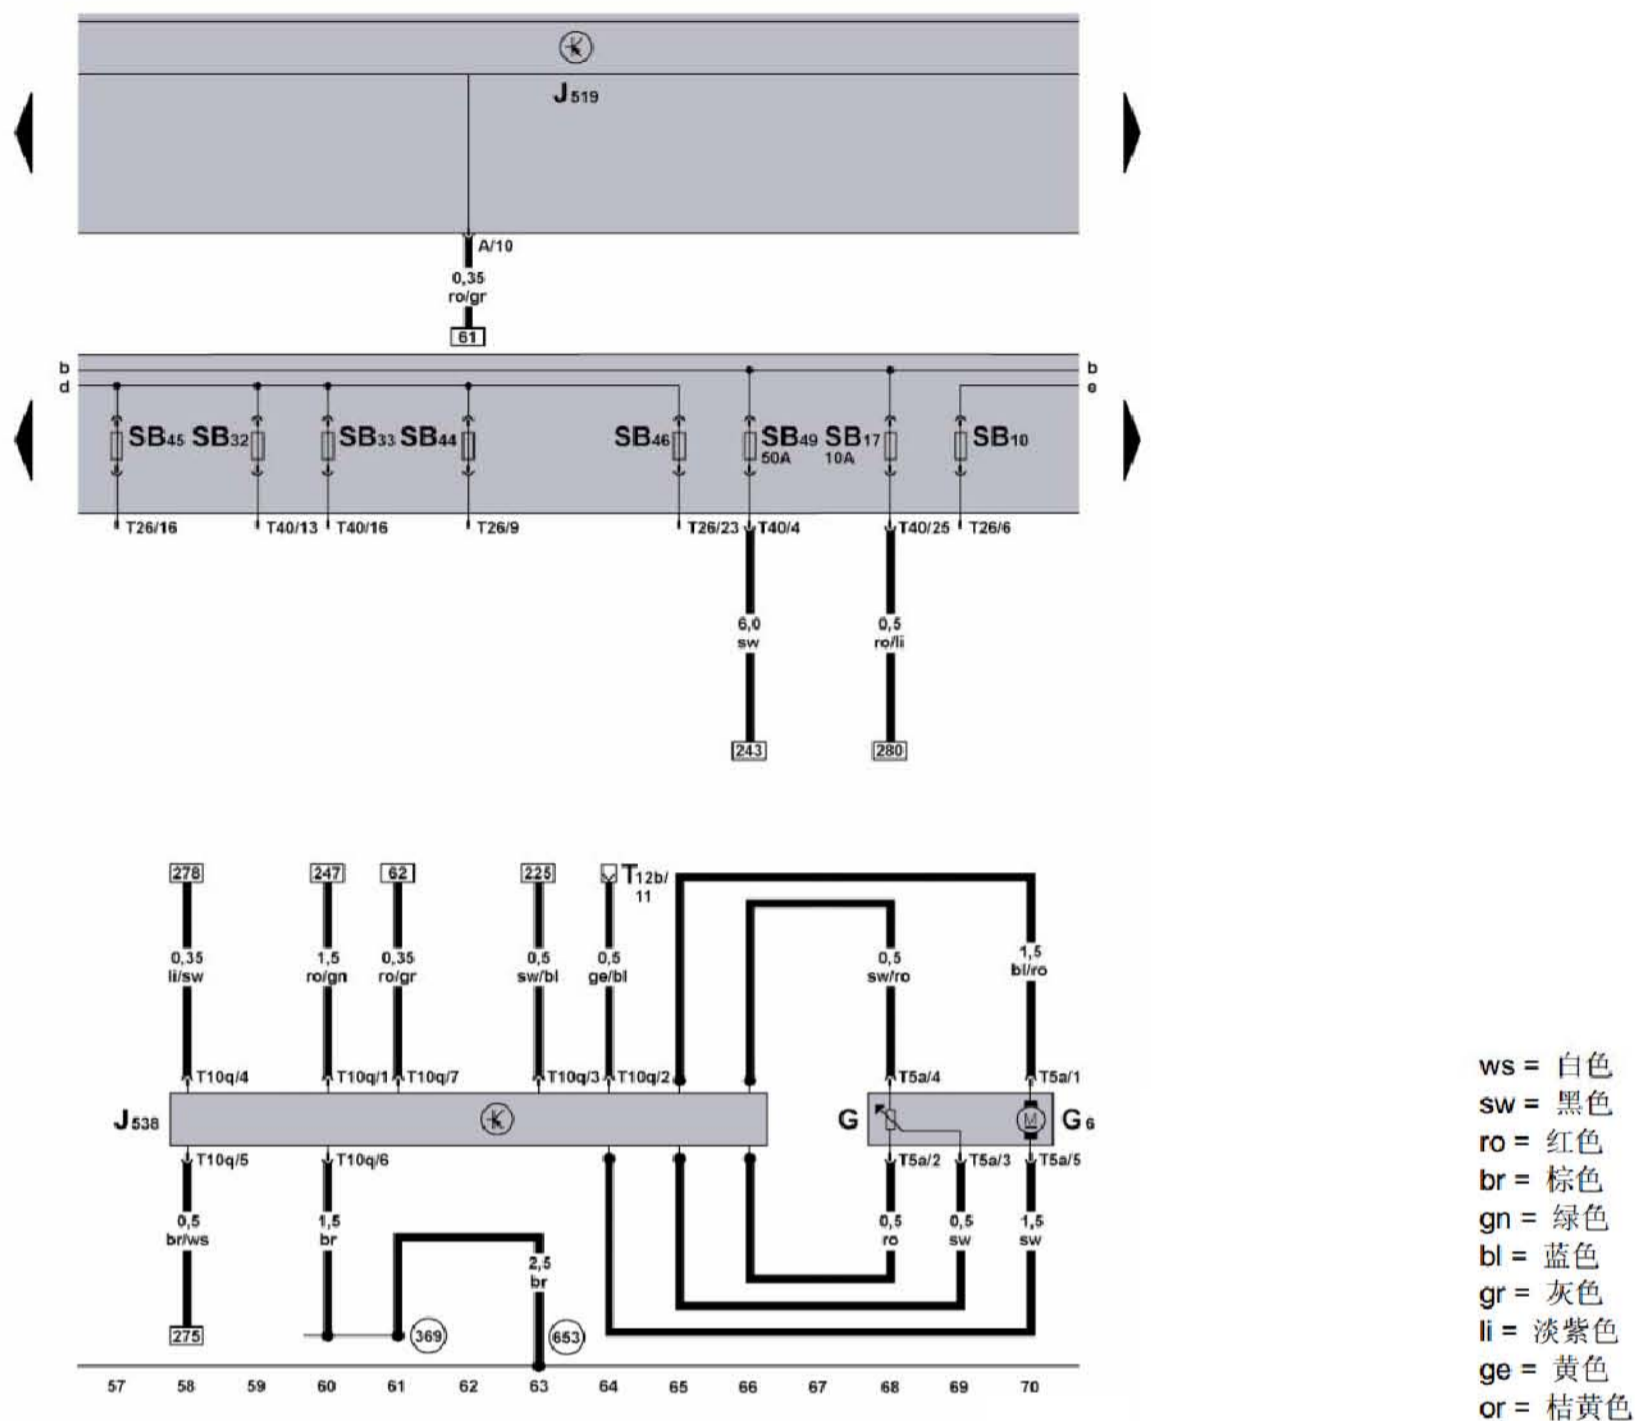 J519
A/10
0,35
ro/gr
61
b b
d e
SB45 SB32 SB33 SB44 SB46 SB49 SB17 SB10
50A 10A
T26/16 T40/13 T40/16 T26/9 T26/23 T40/4 T40/25 T26/6
6,0 0,5
sw ro/li
243 280
278 247 62 225 T12b/
11
0,35 1,5 0,35 0,5 0,5 0,5 1,5
li/sw ro/gn ro/gr sw/bl ge/bl sw/ro bl/ro
T10q/4 T10q/1 T10q/7 T10q/3 T10q/2 T5a/4 T5a/1
J538 G M G6
T10q/5 T10q/6 T5a/2 T5a/3 T5a/5
0,5 1,5 0,5 0,5 1,5
br/ws br ro sw sw
2,5
br
275 369 653
57 58 59 60 61 62 63 64 65 66 67 68 69 70
ws = 白色
sw = 黑色
ro = 红色
br = 棕色
gn = 绿色
bl = 蓝色
gr = 灰色
li = 淡紫色
ge = 黄色
or = 桔黄色